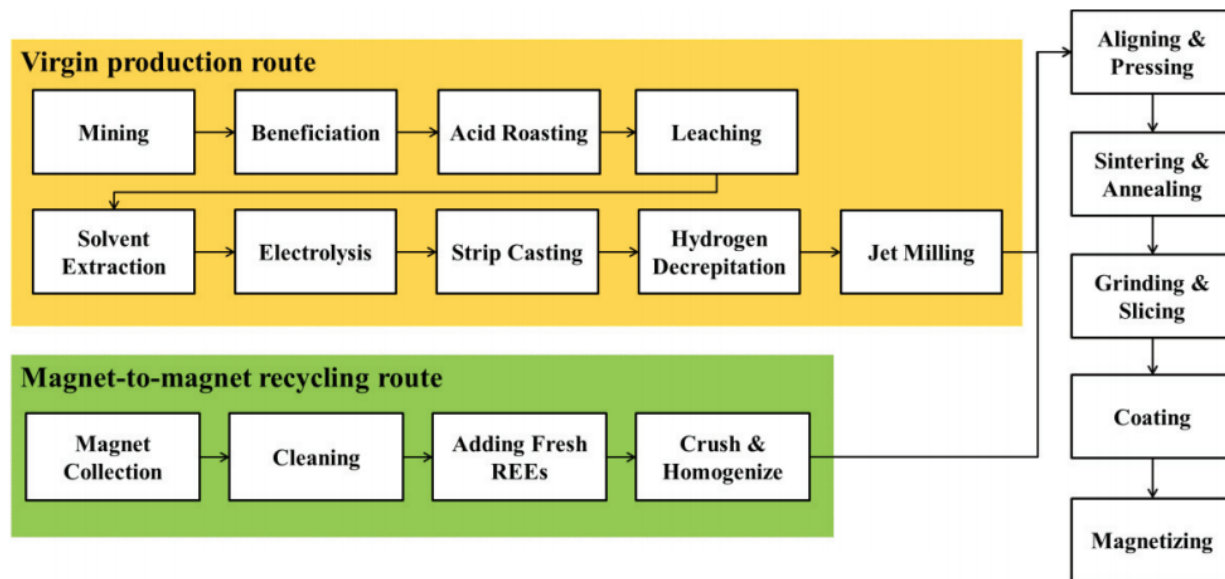 Virgin production route
Mining
Beneficiation
Acid Roasting
Leaching
Solvent
Extraction
Electrolysis
Strip Casting
Hydrogen
Decrepitation
Jet Milling
Magnet-to-magnet recycling route
Magnet
Collection
Cleaning
Adding Fresh
REEs
Crush &
Homogenize
Aligning &
Pressing
Sintering &
Annealing
Grinding &
Slicing
Coating
Magnetizing